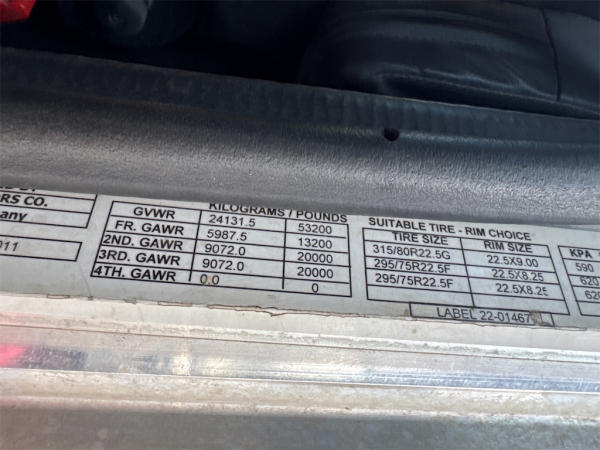 RS CO.
any
011
KILOGRAMS / POUNDS
GVWR 24131.5 53200
FR. GAWR 5987.5 13200
2ND. GAWR 9072.0 20000
3RD. GAWR 9072.0 20000
4TH. GAWR 0.0 0
SUITABLE TIRE - RIM CHOICE
TIRE SIZE RIM SIZE
315/80R22.5G 22.5X9.00
295/75R22.5F 22.5X8.25
295/75R22.5F 22.5X8.25
KPA
590
620
620
LABEL 22-01467